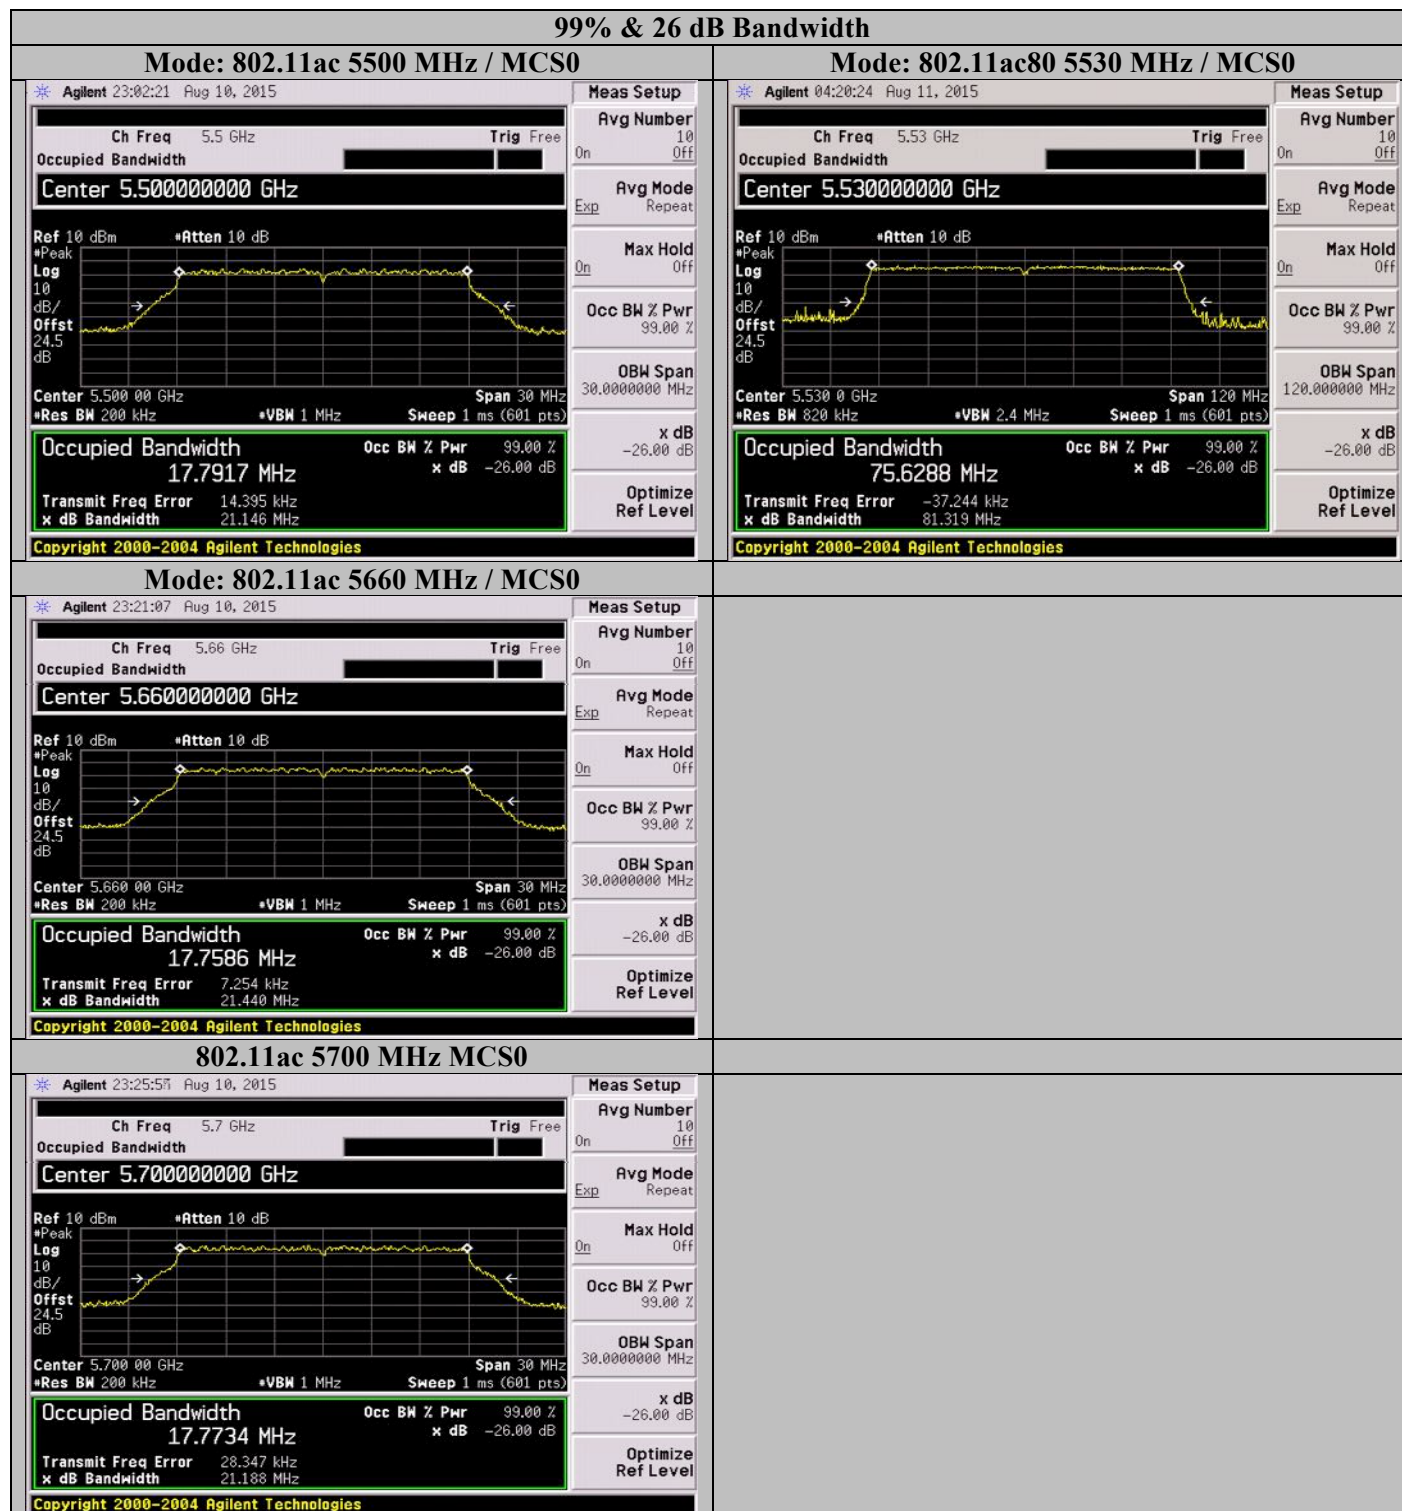 99% & 26 dB Bandwidth
Mode: 802.11ac 5500 MHz / MCS0
Agilent 23:02:21 Aug 10, 2015
Meas Setup
Ch Freq 5.5 GHz Trig Free
Occupied Bandwidth
Center 5.500000000 GHz
Ref 10 dBm #Atten 10 dB
#Peak
Log
10
dB/
Offst
24.5
dB
Center 5.500 00 GHz Span 30 MHz
#Res BW 200 kHz #VBW 1 MHz Sweep 1 ms (601 pts)
Occupied Bandwidth Occ BW % Pwr 99.00 %
17.7917 MHz x dB -26.00 dB
Transmit Freq Error 14.395 kHz
x dB Bandwidth 21.146 MHz
Copyright 2000-2004 Agilent Technologies
Avg Number
10
On Off
Avg Mode
Exp Repeat
Max Hold
On Off
Occ BW % Pwr
99.00 %
OBW Span
30.0000000 MHz
x dB
-26.00 dB
Optimize
Ref Level
Mode: 802.11ac80 5530 MHz / MCS0
Agilent 04:20:24 Aug 11, 2015
Meas Setup
Ch Freq 5.53 GHz Trig Free
Occupied Bandwidth
Center 5.530000000 GHz
Ref 10 dBm #Atten 10 dB
#Peak
Log
10
dB/
Offst
24.5
dB
Center 5.530 0 GHz Span 120 MHz
#Res BW 820 kHz #VBW 2.4 MHz Sweep 1 ms (601 pts)
Occupied Bandwidth Occ BW % Pwr 99.00 %
75.6288 MHz x dB -26.00 dB
Transmit Freq Error -37.244 kHz
x dB Bandwidth 81.319 MHz
Copyright 2000-2004 Agilent Technologies
Avg Number
10
On Off
Avg Mode
Exp Repeat
Max Hold
On Off
Occ BW % Pwr
99.00 %
OBW Span
120.000000 MHz
x dB
-26.00 dB
Optimize
Ref Level
Mode: 802.11ac 5660 MHz / MCS0
Agilent 23:21:07 Aug 10, 2015
Meas Setup
Ch Freq 5.66 GHz Trig Free
Occupied Bandwidth
Center 5.660000000 GHz
Ref 10 dBm #Atten 10 dB
#Peak
Log
10
dB/
Offst
24.5
dB
Center 5.660 00 GHz Span 30 MHz
#Res BW 200 kHz #VBW 1 MHz Sweep 1 ms (601 pts)
Occupied Bandwidth Occ BW % Pwr 99.00 %
17.7586 MHz x dB -26.00 dB
Transmit Freq Error 7.254 kHz
x dB Bandwidth 21.440 MHz
Copyright 2000-2004 Agilent Technologies
Avg Number
10
On Off
Avg Mode
Exp Repeat
Max Hold
On Off
Occ BW % Pwr
99.00 %
OBW Span
30.0000000 MHz
x dB
-26.00 dB
Optimize
Ref Level
802.11ac 5700 MHz MCS0
Agilent Aug 10, 2015
Meas Setup
Ch Freq 5.7 GHz Trig Free
Occupied Bandwidth
Center 5.700000000 GHz
Ref 10 dBm #Atten 10 dB
#Peak
Log
10
dB/
Offst
24.5
dB
Center 5.700 00 GHz Span 30 MHz
#Res BW 200 kHz #VBW 1 MHz Sweep 1 ms (601 pts)
Occupied Bandwidth Occ BW % Pwr 99.00 %
17.7734 MHz x dB -26.00 dB
Transmit Freq Error 28.347 kHz
x dB Bandwidth 21.188 MHz
Copyright 2000-2004 Agilent Technologies
Avg Number
10
On Off
Avg Mode
Exp Repeat
Max Hold
On Off
Occ BW % Pwr
99.00 %
OBW Span
30.0000000 MHz
x dB
-26.00 dB
Optimize
Ref Level